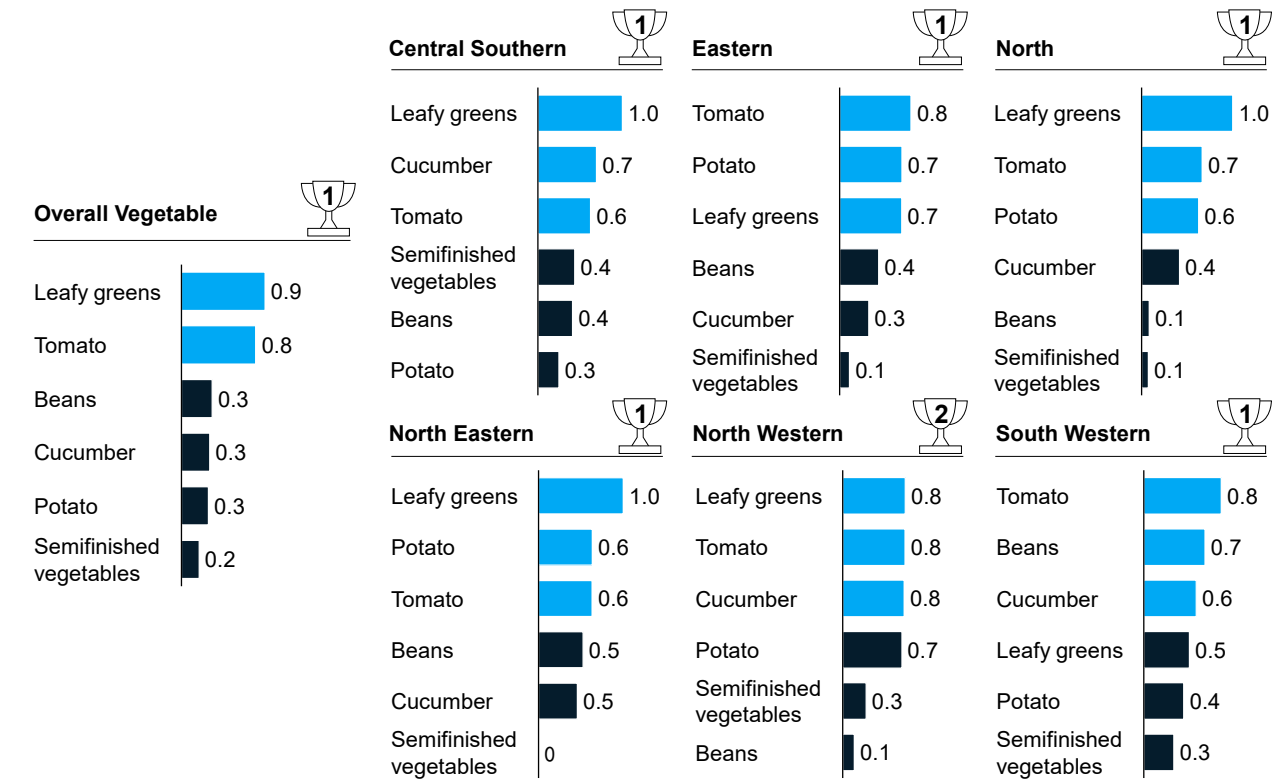 Overall Vegetable
1
Leafy greens 0.9
Tomato 0.8
Beans 0.3
Cucumber 0.3
Potato 0.3
Semifinished
vegetables 0.2
Central Southern
1
Leafy greens 1.0
Cucumber 0.7
Tomato 0.6
Semifinished
vegetables 0.4
Beans 0.4
Potato 0.3
Eastern
1
Tomato 0.8
Potato 0.7
Leafy greens 0.7
Beans 0.4
Cucumber 0.3
Semifinished
vegetables 0.1
North
1
Leafy greens 1.0
Tomato 0.7
Potato 0.6
Cucumber 0.4
Beans 0.1
Semifinished
vegetables 0.1
North Eastern
1
Leafy greens 1.0
Potato 0.6
Tomato 0.6
Beans 0.5
Cucumber 0.5
Semifinished
vegetables 0
North Western
2
Leafy greens 0.8
Tomato 0.8
Cucumber 0.8
Potato 0.7
Semifinished
vegetables 0.3
Beans 0.1
South Western
1
Tomato 0.8
Beans 0.7
Cucumber 0.6
Leafy greens 0.5
Potato 0.4
Semifinished
vegetables 0.3